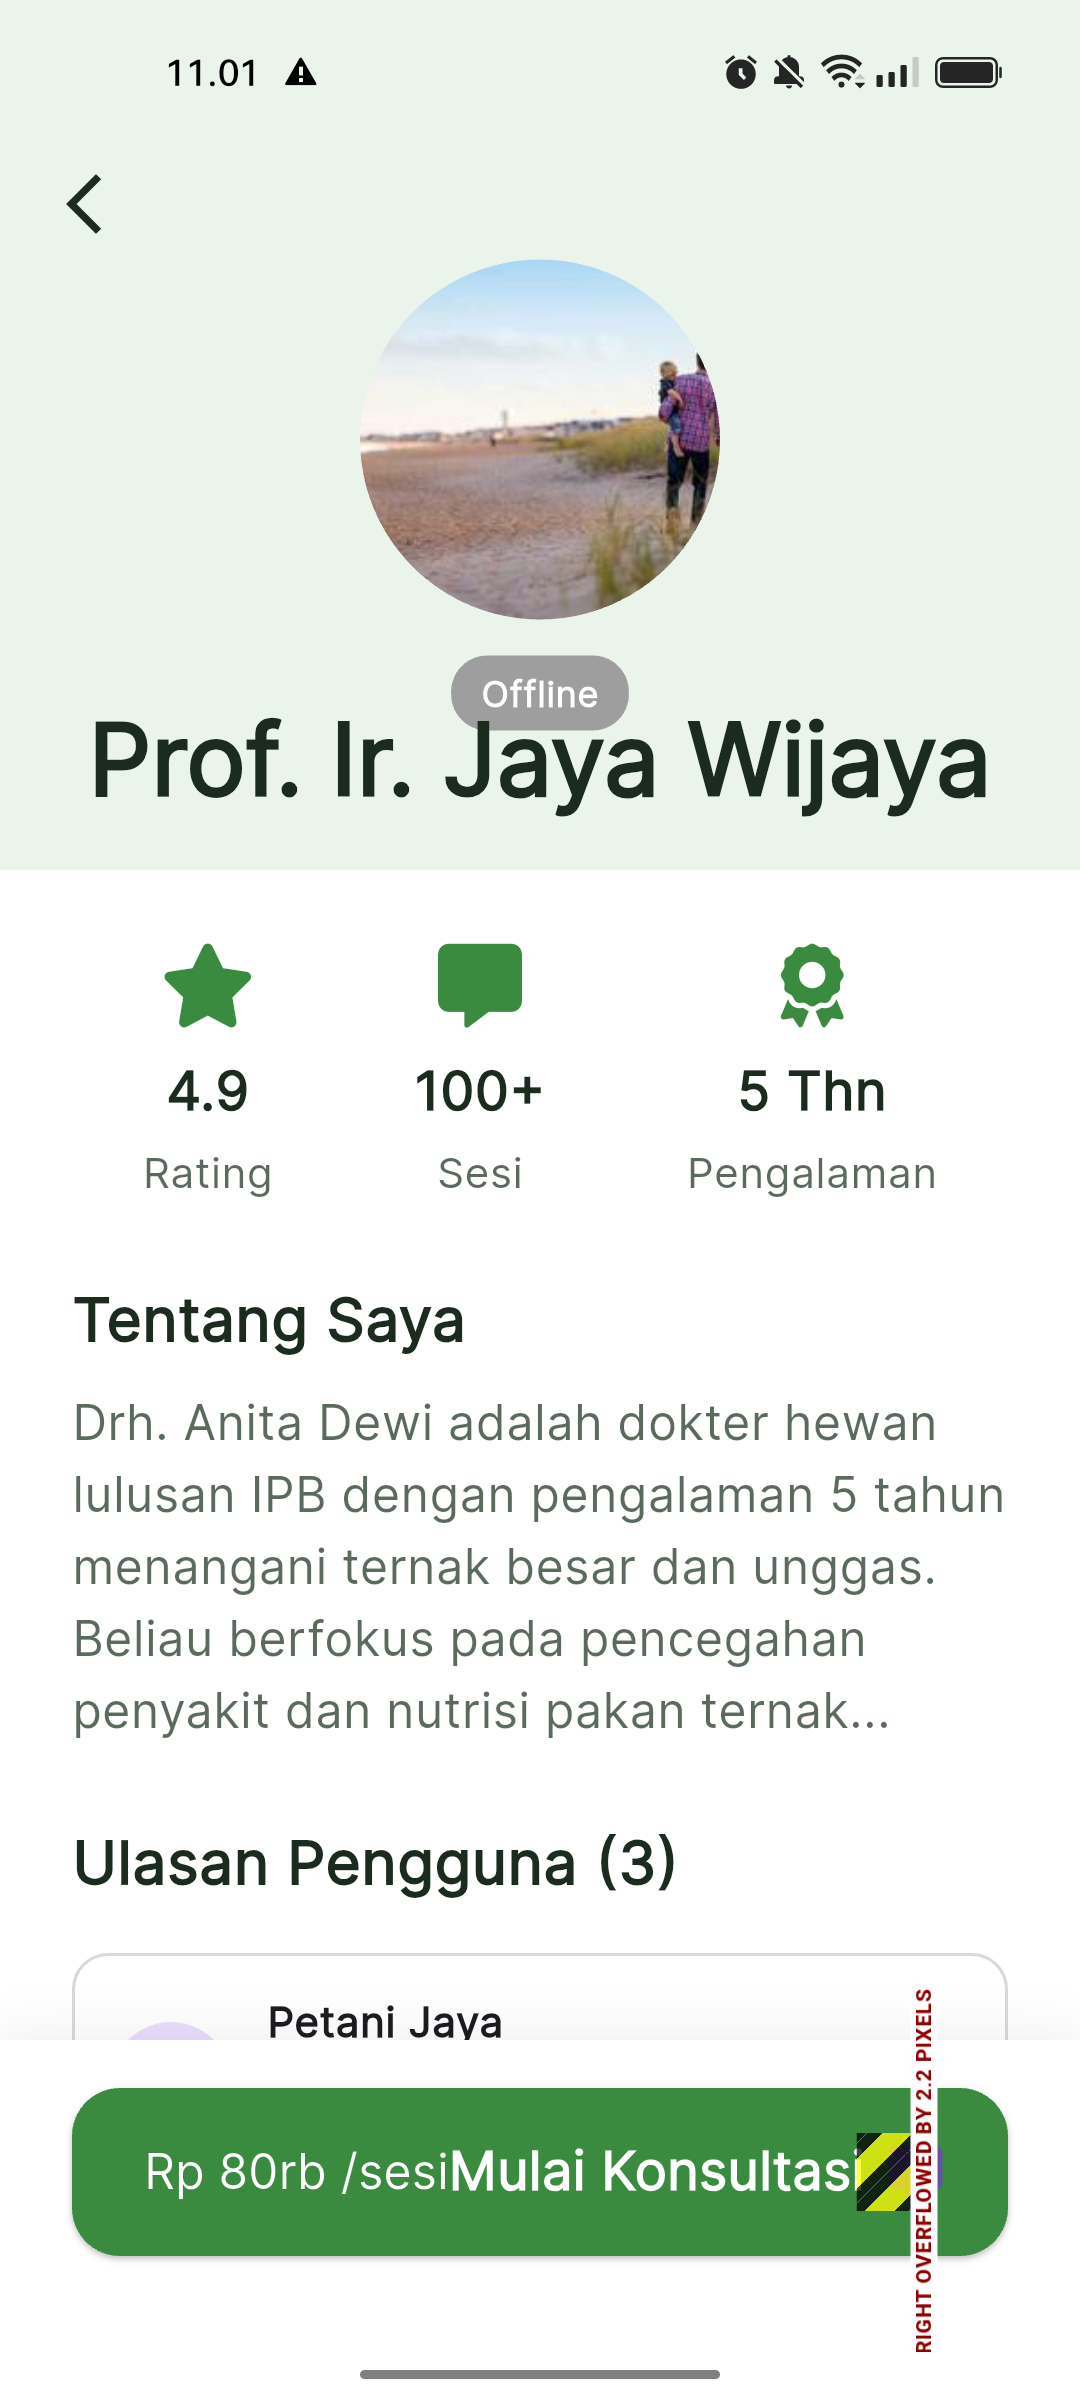 11.01
Offline
Prof. Ir. Jaya Wijaya
4.9
100+
5 Thn
Rating
Sesi
Pengalaman
Tentang Saya
Drh. Anita Dewi adalah dokter hewan
lulusan IPB dengan pengalaman 5 tahun
menangani ternak besar dan unggas.
Beliau berfokus pada pencegahan
penyakit dan nutrisi pakan ternak...
Ulasan Pengguna (3)
Petani Jaya
Rp 80rb /sesiMulai Konsultasi
RIGHT OVERFLOWED BY 2.2 PIXELS